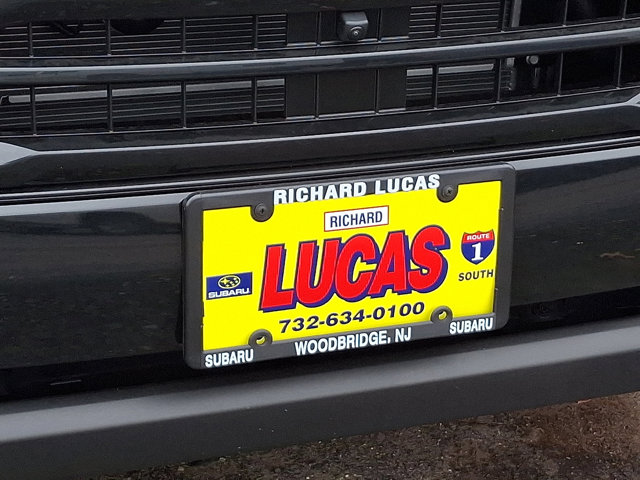 RICHARD LUCAS
RICHARD
LUCAS
SUBARU
ROUTE
1
SOUTH
732-634-0100
SUBARU
WOODBRIDGE, NJ
SUBARU